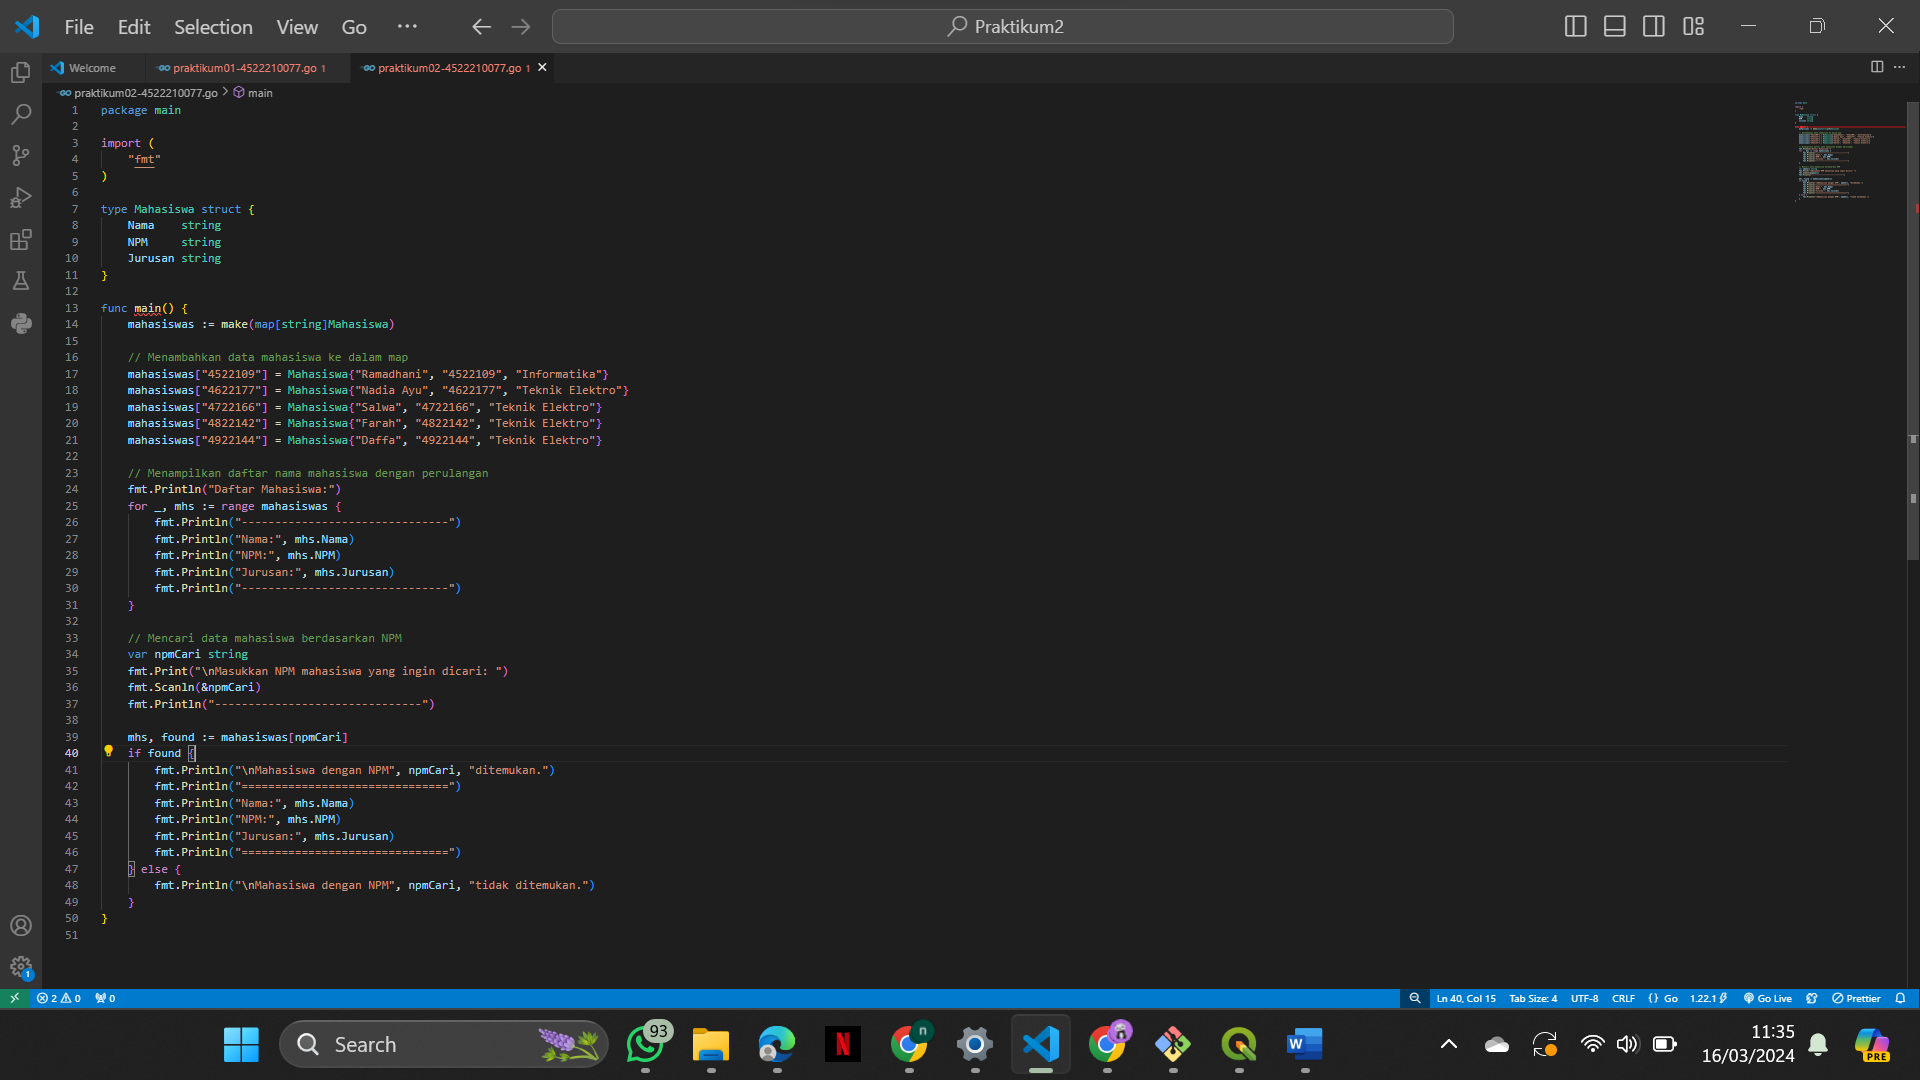 File Edit Selection View Go ··· Praktikum2
Welcome praktikum01-4522210077.go 1 praktikum02-4522210077.go 1
praktikum02-4522210077.go > main
1 package main
2
3 import (
4 "fmt"
5 )
6
7 type Mahasiswa struct {
8 Nama string
9 NPM string
10 Jurusan string
11 }
12
13 func main() {
14 mahasiswas := make(map[string]Mahasiswa)
15
16 // Menambahkan data mahasiswa ke dalam map
17 mahasiswas["4522109"] = Mahasiswa{"Ramadhani", "4522109", "Informatika"}
18 mahasiswas["4622177"] = Mahasiswa{"Nadia Ayu", "4622177", "Teknik Elektro"}
19 mahasiswas["4722166"] = Mahasiswa{"Salwa", "4722166", "Teknik Elektro"}
20 mahasiswas["4822142"] = Mahasiswa{"Farah", "4822142", "Teknik Elektro"}
21 mahasiswas["4922144"] = Mahasiswa{"Daffa", "4922144", "Teknik Elektro"}
22
23 // Menampilkan daftar nama mahasiswa dengan perulangan
24 fmt.Println("Daftar Mahasiswa:")
25 for _, mhs := range mahasiswas {
26 fmt.Println("-------------------------------")
27 fmt.Println("Nama:", mhs.Nama)
28 fmt.Println("NPM:", mhs.NPM)
29 fmt.Println("Jurusan:", mhs.Jurusan)
30 fmt.Println("-------------------------------")
31 }
32
33 // Mencari data mahasiswa berdasarkan NPM
34 var npmCari string
35 fmt.Print("\nMasukkan NPM mahasiswa yang ingin dicari: ")
36 fmt.Scanln(&npmCari)
37 fmt.Println("-------------------------------")
38
39 mhs, found := mahasiswas[npmCari]
40 if found {
41 fmt.Println("\nMahasiswa dengan NPM", npmCari, "ditemukan.")
42 fmt.Println("===============================")
43 fmt.Println("Nama:", mhs.Nama)
44 fmt.Println("NPM:", mhs.NPM)
45 fmt.Println("Jurusan:", mhs.Jurusan)
46 fmt.Println("===============================")
47 } else {
48 fmt.Println("\nMahasiswa dengan NPM", npmCari, "tidak ditemukan.")
49 }
50 }
51
1
2 0 0 Ln 40, Col 15 Tab Size: 4 UTF-8 CRLF {} Go 1.22.1 Go Live Prettier
Search 93 n N W 11:35
16/03/2024 PRE